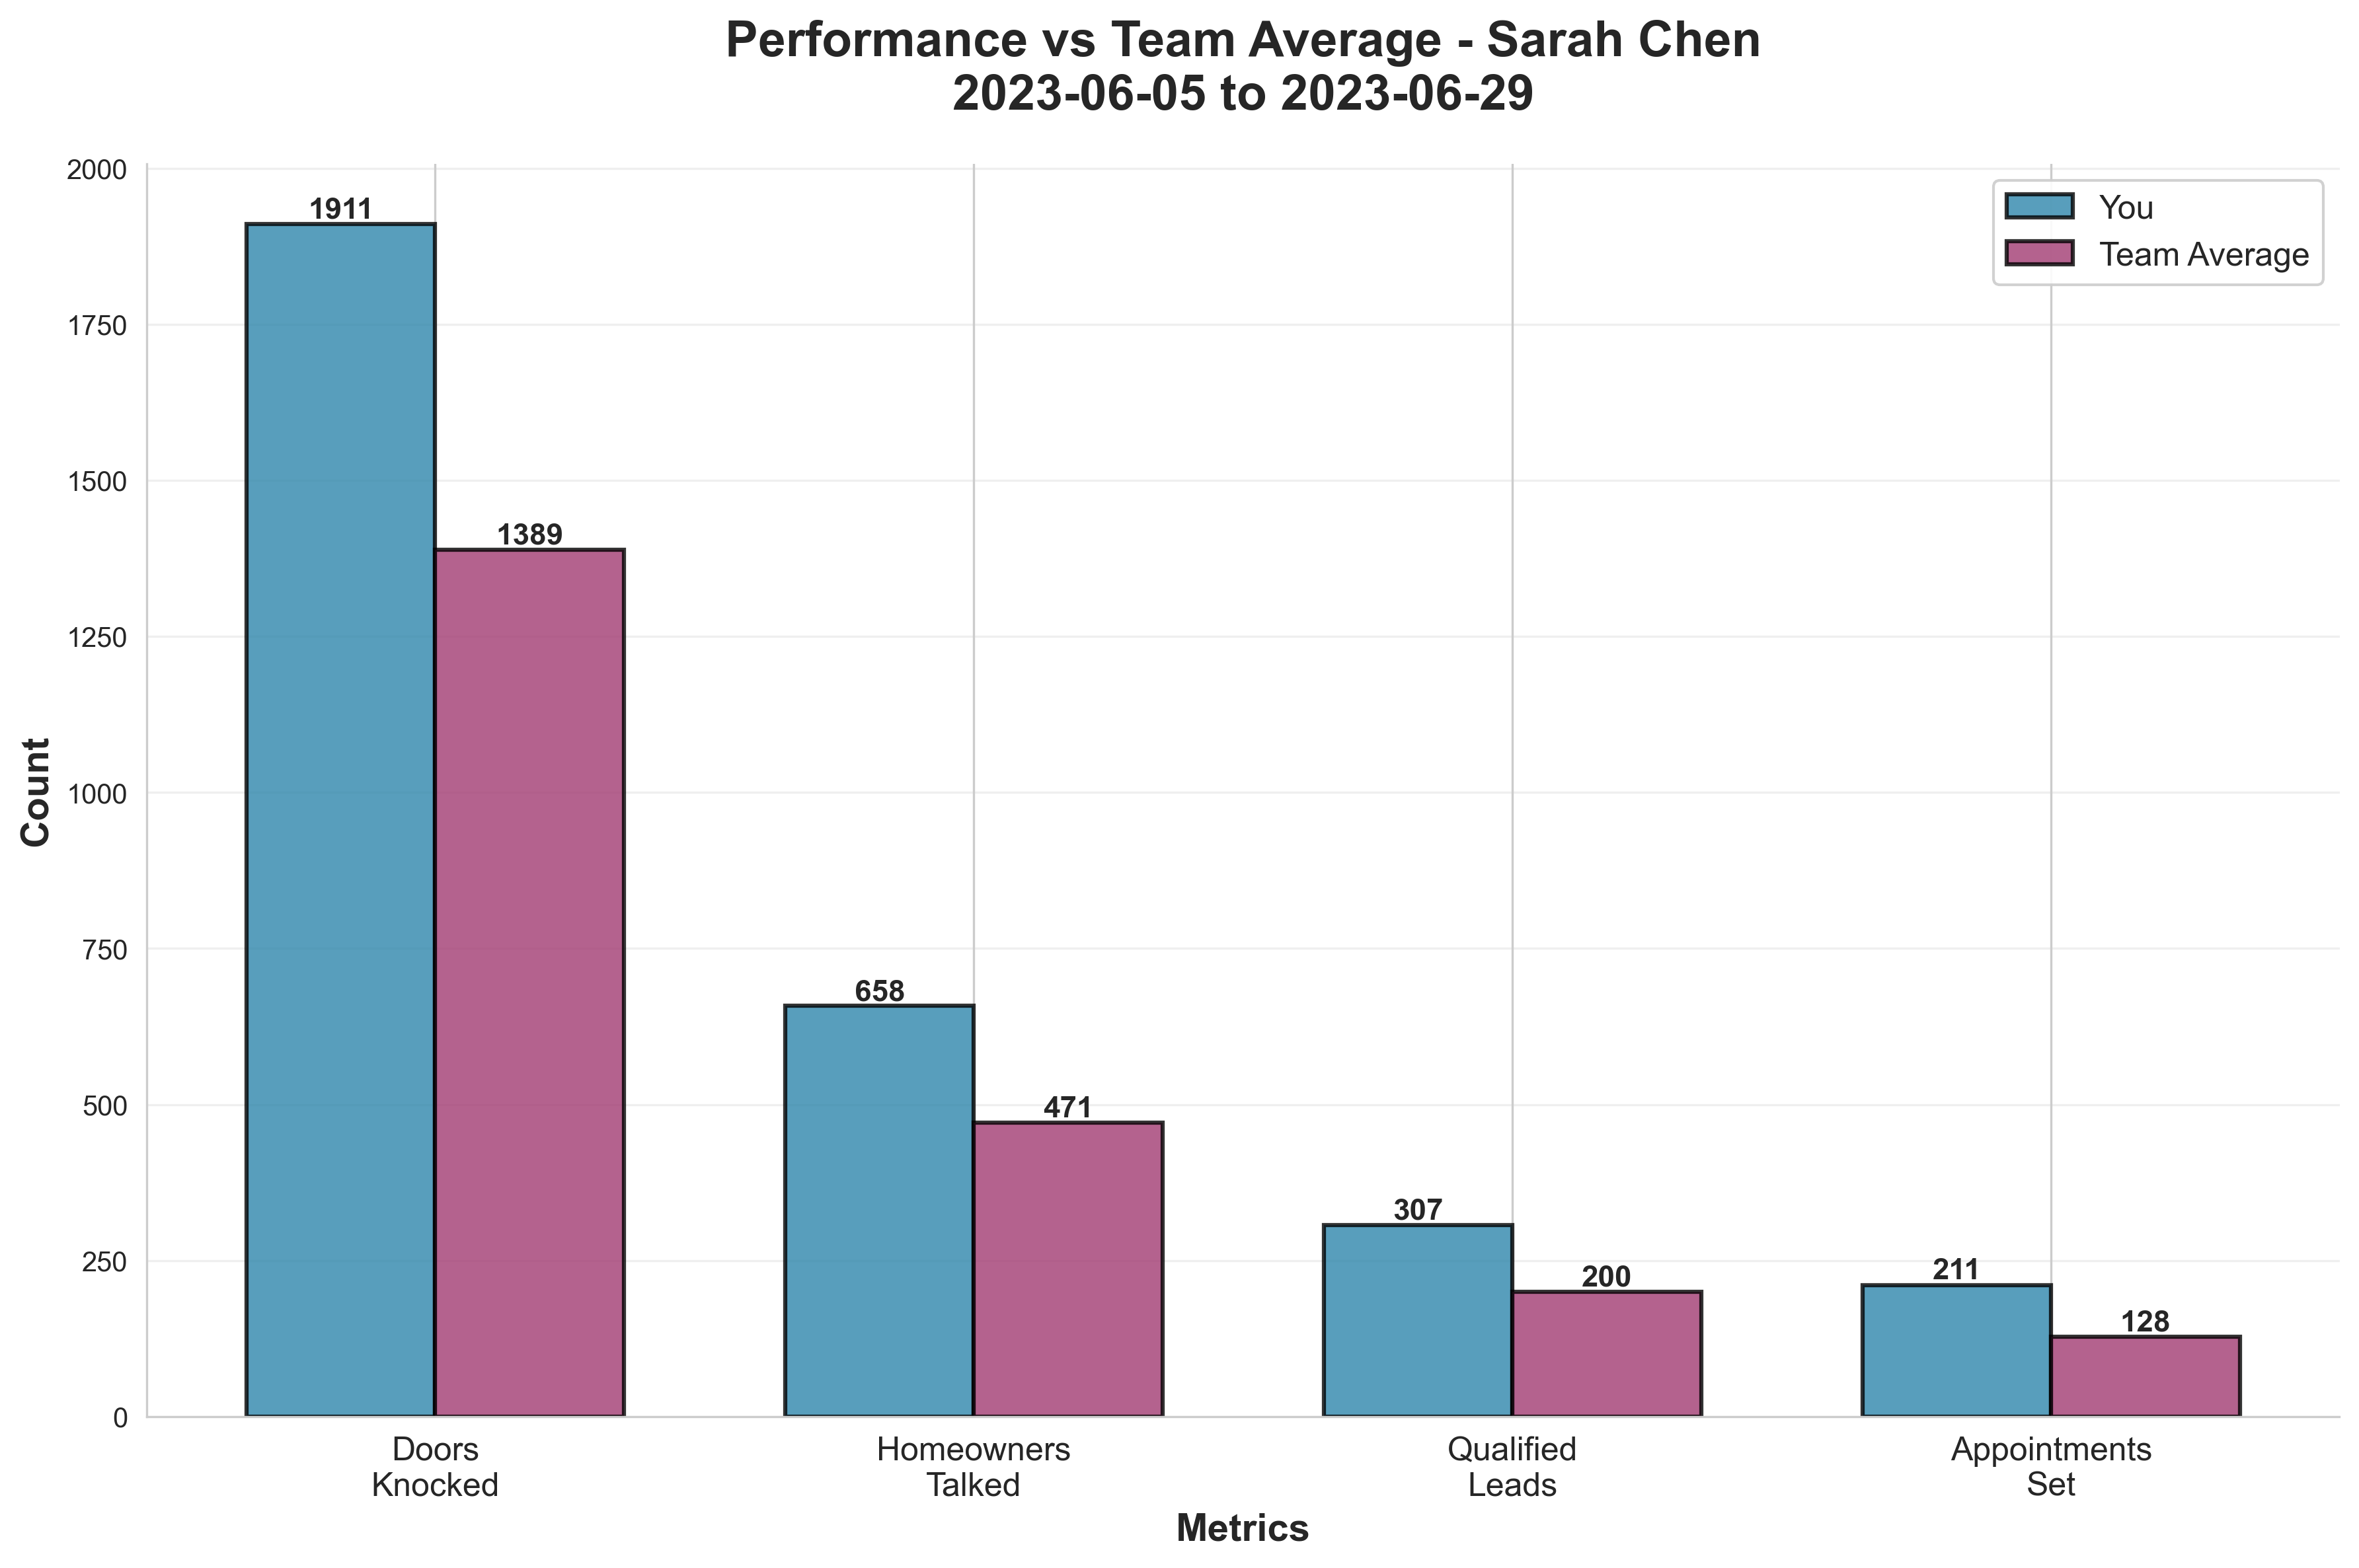 Performance vs Team Average - Sarah Chen
2023-06-05 to 2023-06-29
You
Team Average
Count
2000
1750
1500
1250
1000
750
500
250
0
1911
1389
658
471
307
200
211
128
Doors
Knocked
Homeowners
Talked
Qualified
Leads
Appointments
Set
Metrics